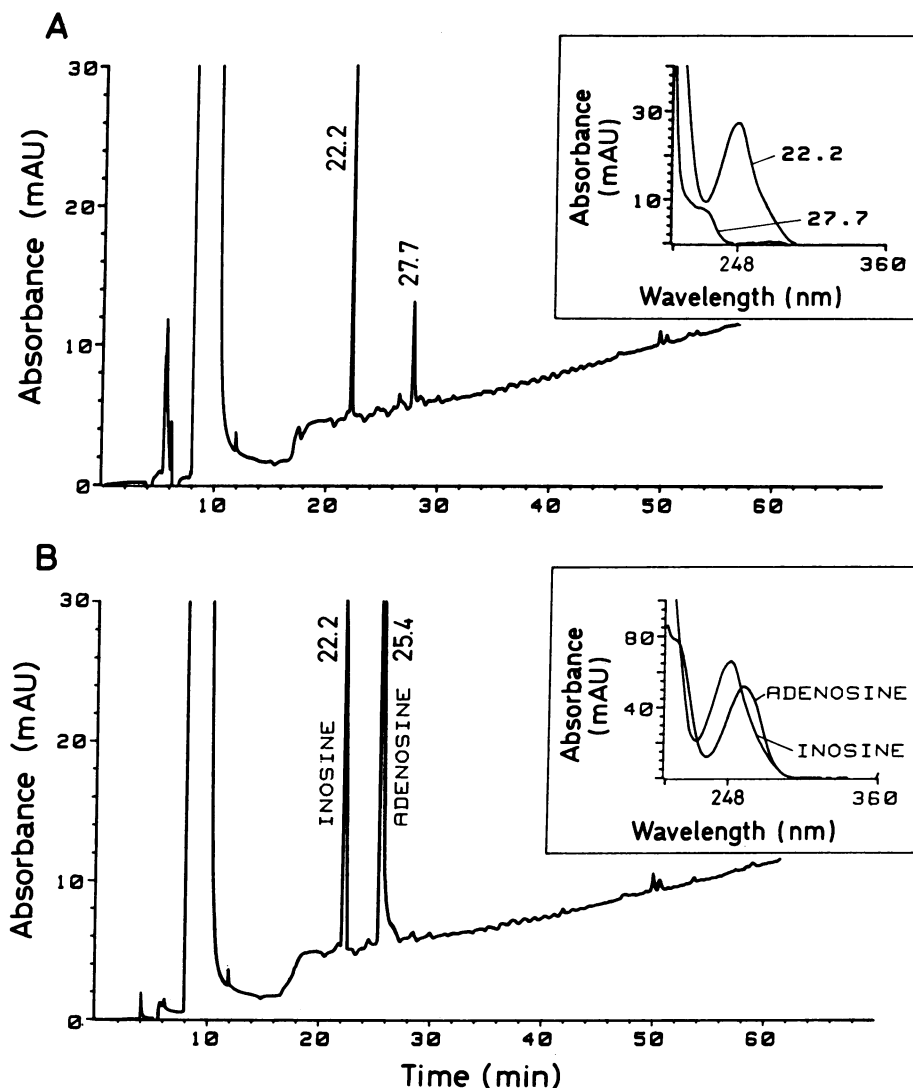 A
Absorbance (mAU)
30
20
10
0
22.2
27.7
10 20 30 40 50 60
Absorbance
(mAU)
30
10
22.2
27.7
248 360
Wavelength (nm)
B
Absorbance (mAU)
30
20
10
0
INOSINE 22.2
ADENOSINE 25.4
10 20 30 40 50 60
Time (min)
Absorbance
(mAU)
80
40
ADENOSINE
INOSINE
248 360
Wavelength (nm)